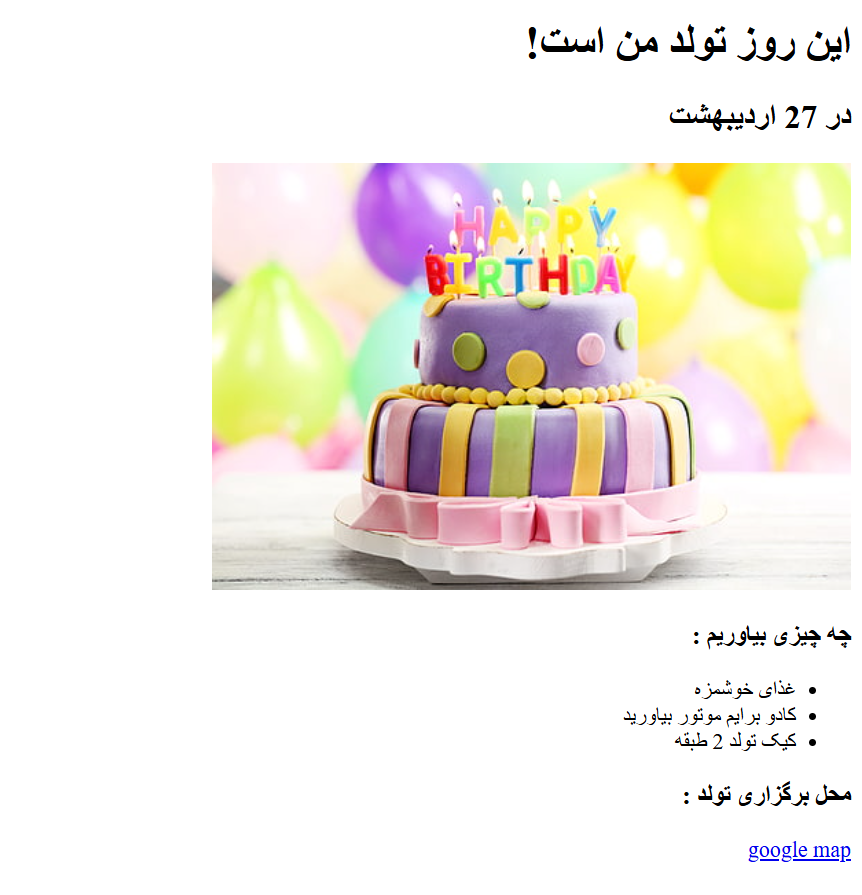 این روز تولد من است!
در 27 اردیبهشت
HAPPY
BIRTHDAY
چه چیزی بیاوریم :
غذای خوشمزه
کادو برایم موتور بیاورید
کیک تولد 2 طبقه
محل برگزاری تولد :
google map